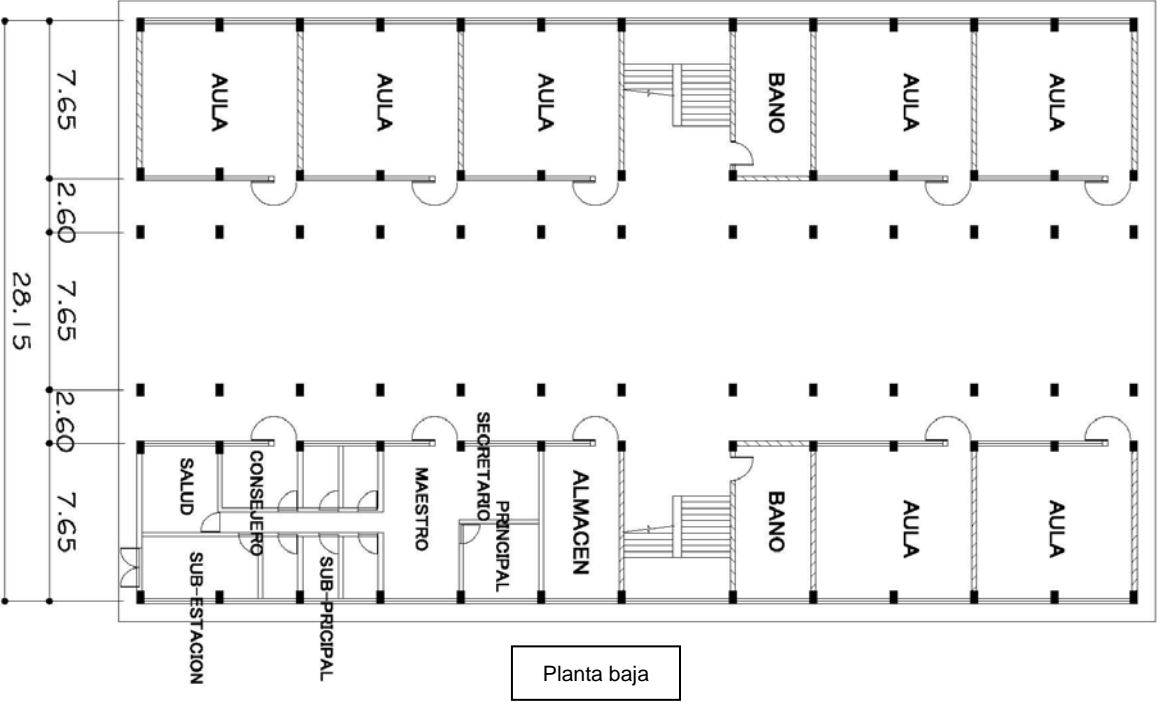 AULA
AULA
AULA
BANO
AULA
AULA
7.65
2.60
7.65
28.15
2.60
7.65
SALUD
CONSEJERO
MAESTRO
SECRETARIO
PRINCIPAL
ALMACEN
BANO
AULA
AULA
SUB-ESTACION
SUB-PRICIPAL
Planta baja